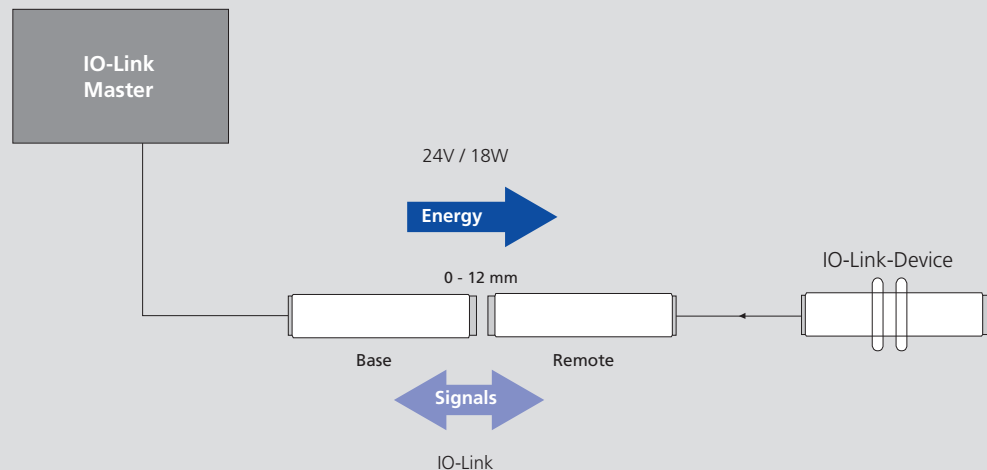 IO-Link
Master
24V / 18W
Energy
0 - 12 mm
IO-Link-Device
Base
Remote
Signals
IO-Link